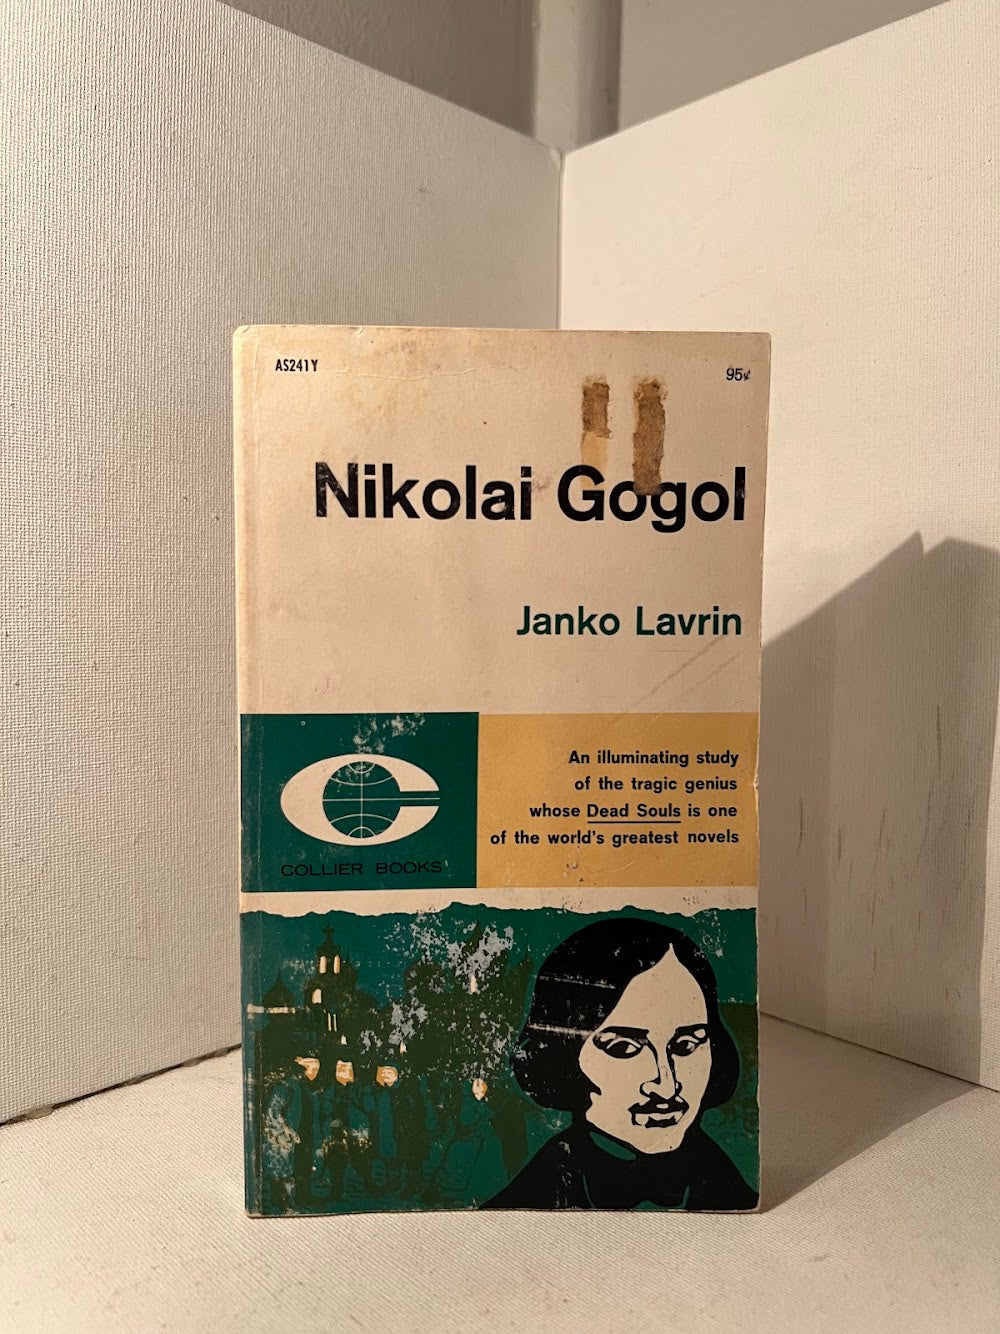 AS241Y
95¢
Nikolai Gogol
Janko Lavrin
An illuminating study
of the tragic genius
whose Dead Souls is one
of the world's greatest novels
COLLIER BOOKS